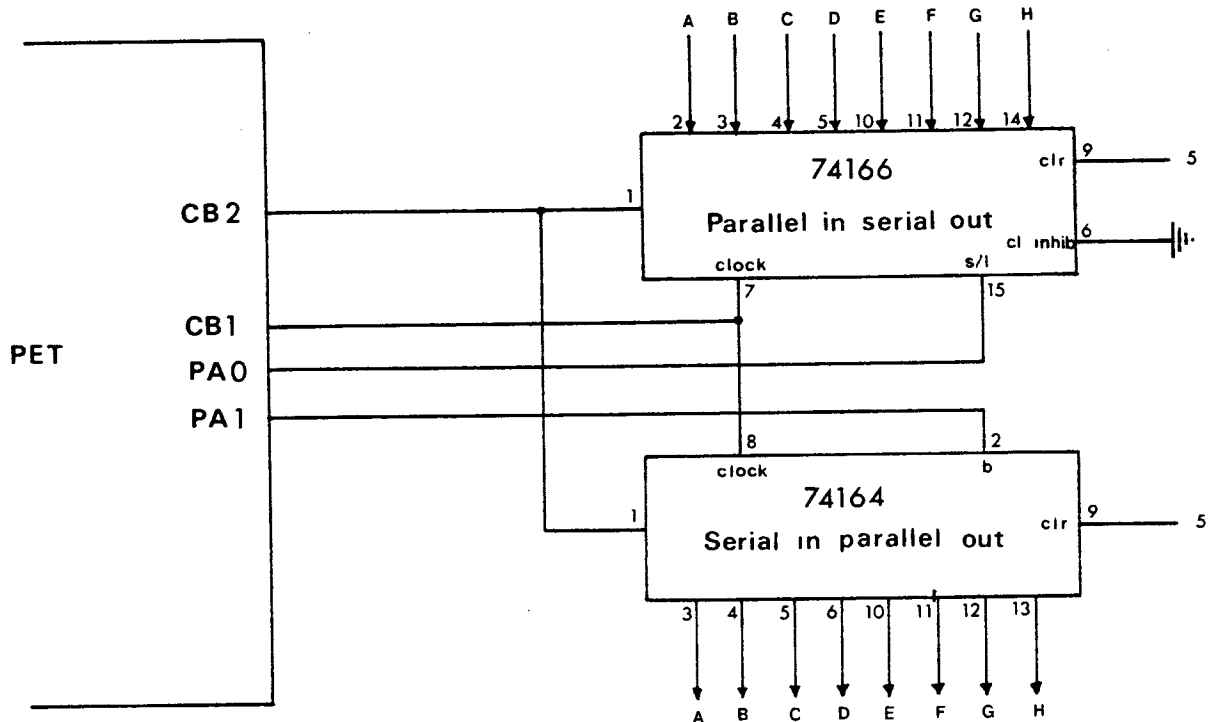 A B C D E F G H
2 3 4 5 10 11 12 14
74166
clr 9 5
CB2
1
Parallel in serial out
cl inhib 6
clock
s/l
7
15
CB1
PET
PA0
PA1
8
2
clock
b
74164
1
clr 9 5
Serial in parallel out
3 4 5 6 10 11 12 13
A B C D E F G H